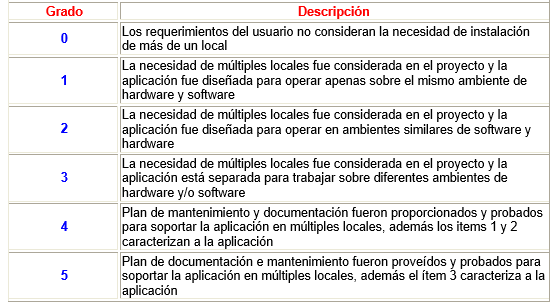 Grado Descripción
0 Los requerimientos del usuario no consideran la necesidad de instalación
de más de un local
La necesidad de múltiples locales fue considerada en el proyecto y la
1 aplicación fue diseñada para operar apenas sobre el mismo ambiente de
hardware y software
La necesidad de múltiples locales fue considerada en el proyecto y la
2 aplicación fue diseñada para operar en ambientes similares de software y
hardware
La necesidad de múltiples locales fue considerada en el proyecto y la
3 aplicación está separada para trabajar sobre diferentes ambientes de
hardware y/o software
Plan de mantenimiento y documentación fueron proporcionados y probados
4 para soportar la aplicación en múltiples locales, además los items 1 y 2
caracterizan a la aplicación
Plan de documentación e mantenimiento fueron proveídos y probados para
5 soportar la aplicación en múltiples locales, además el ítem 3 caracteriza a la
aplicación